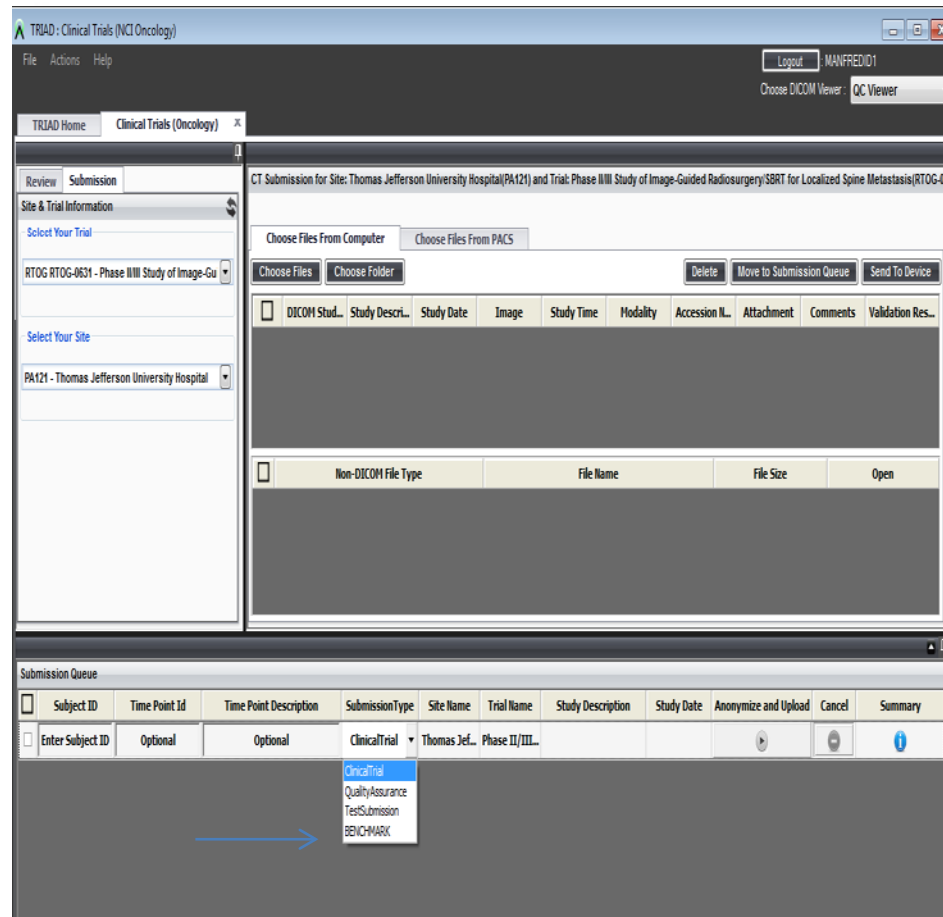 TRIAD : Clinical Trials (NCI Oncology)
File Actions Help
Logout : MANFREDID1
Choose DICOM Viewer : QC Viewer
TRIAD Home Clinical Trials (Oncology) X
Review Submission
CT Submission for Site: Thomas Jefferson University Hospital(PA121) and Trial: Phase II/III Study of Image-Guided Radiosurgery/SBRT for Localized Spine Metastasis(RTOG-0
Site & Trial Information
Select Your Trial
RTOG RTOG-0631 - Phase II/III Study of Image-Gu
Select Your Site
PA121 - Thomas Jefferson University Hospital
Choose Files From Computer Choose Files From PACS
Choose Files Choose Folder Delete Move to Submission Queue Send To Device
DICOM Stud... Study Descri... Study Date Image Study Time Modality Accession N... Attachment Comments Validation Res...
Non-DICOM File Type File Name File Size Open
Submission Queue
Subject ID Time Point Id Time Point Description SubmissionType Site Name Trial Name Study Description Study Date Anonymize and Upload Cancel Summary
Enter Subject ID Optional Optional ClinicalTrial Thomas Jef... Phase II/III...
ClinicalTrial
QualityAssurance
TestSubmission
BENCHMARK